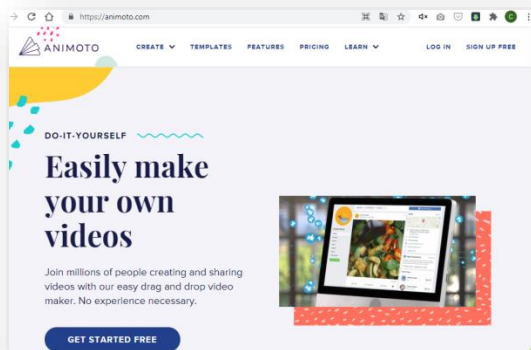 https://animoto.com
ANIMOTO
CREATE TEMPLATES FEATURES PRICING LEARN LOG IN SIGN UP FREE
DO-IT-YOURSELF
Easily make
your own
videos
Join millions of people creating and sharing
videos with our easy drag and drop video
maker. No experience necessary.
GET STARTED FREE